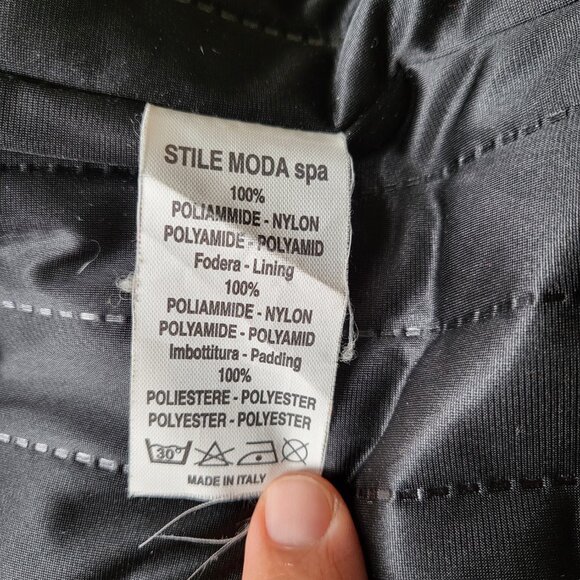 STILE MODA spa
100%
POLIAMMIDE - NYLON
POLYAMIDE - POLYAMID
Fodera - Lining
100%
POLIAMMIDE - NYLON
POLYAMIDE - POLYAMID
Imbottitura - Padding
100%
POLIESTERE - POLYESTER
POLYESTER - POLYESTER
30°
MADE IN ITALY